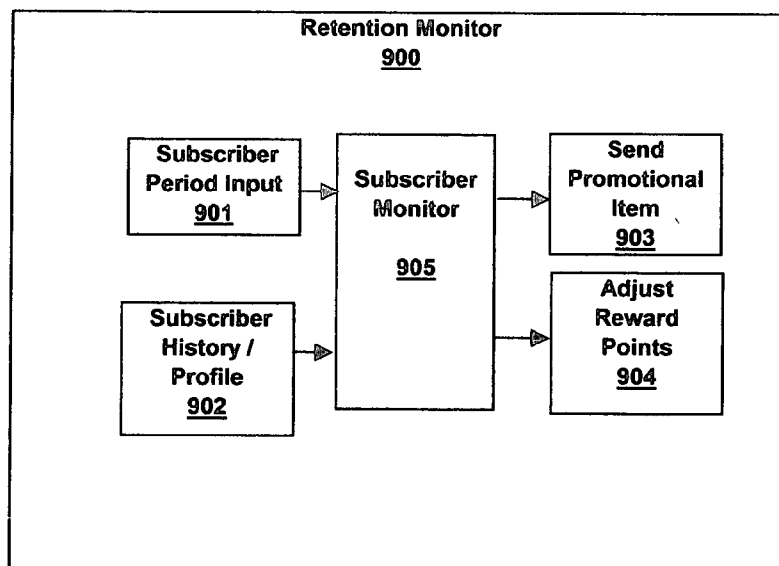 Retention Monitor
900
Subscriber
Period Input
901
Subscriber
History /
Profile
902
Subscriber
Monitor
905
Send
Promotional
Item
903
Adjust
Reward
Points
904